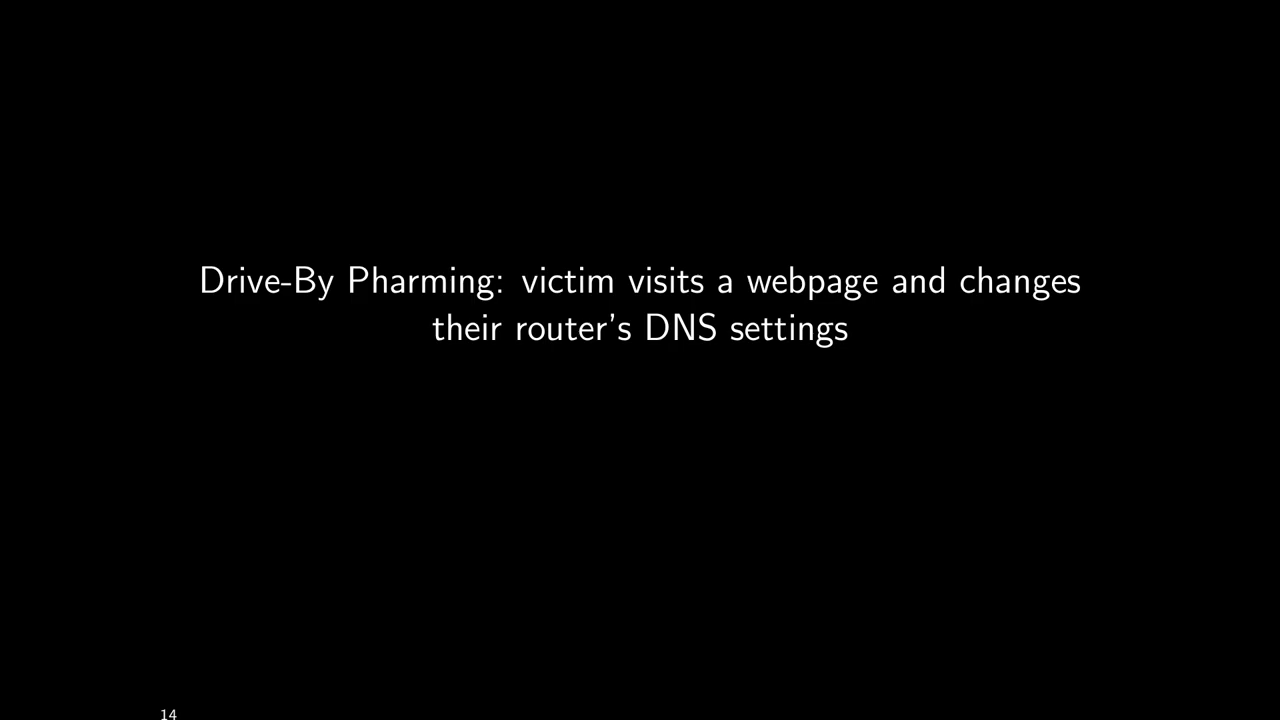 Drive-By Pharming: victim visits a webpage and changes
their router's DNS settings
14